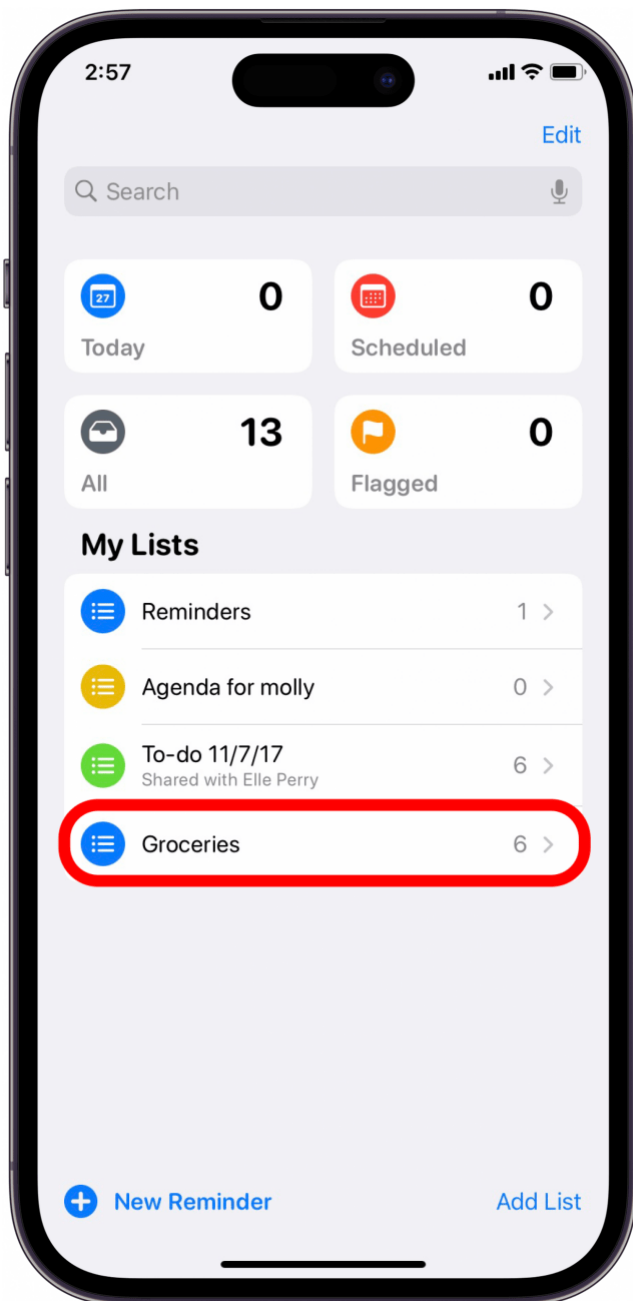 2:57
Edit
Search
27
0
Today
0
Scheduled
13
All
0
Flagged
My Lists
Reminders 1
Agenda for molly 0
To-do 11/7/17
Shared with Elle Perry
6
Groceries 6
New Reminder Add List